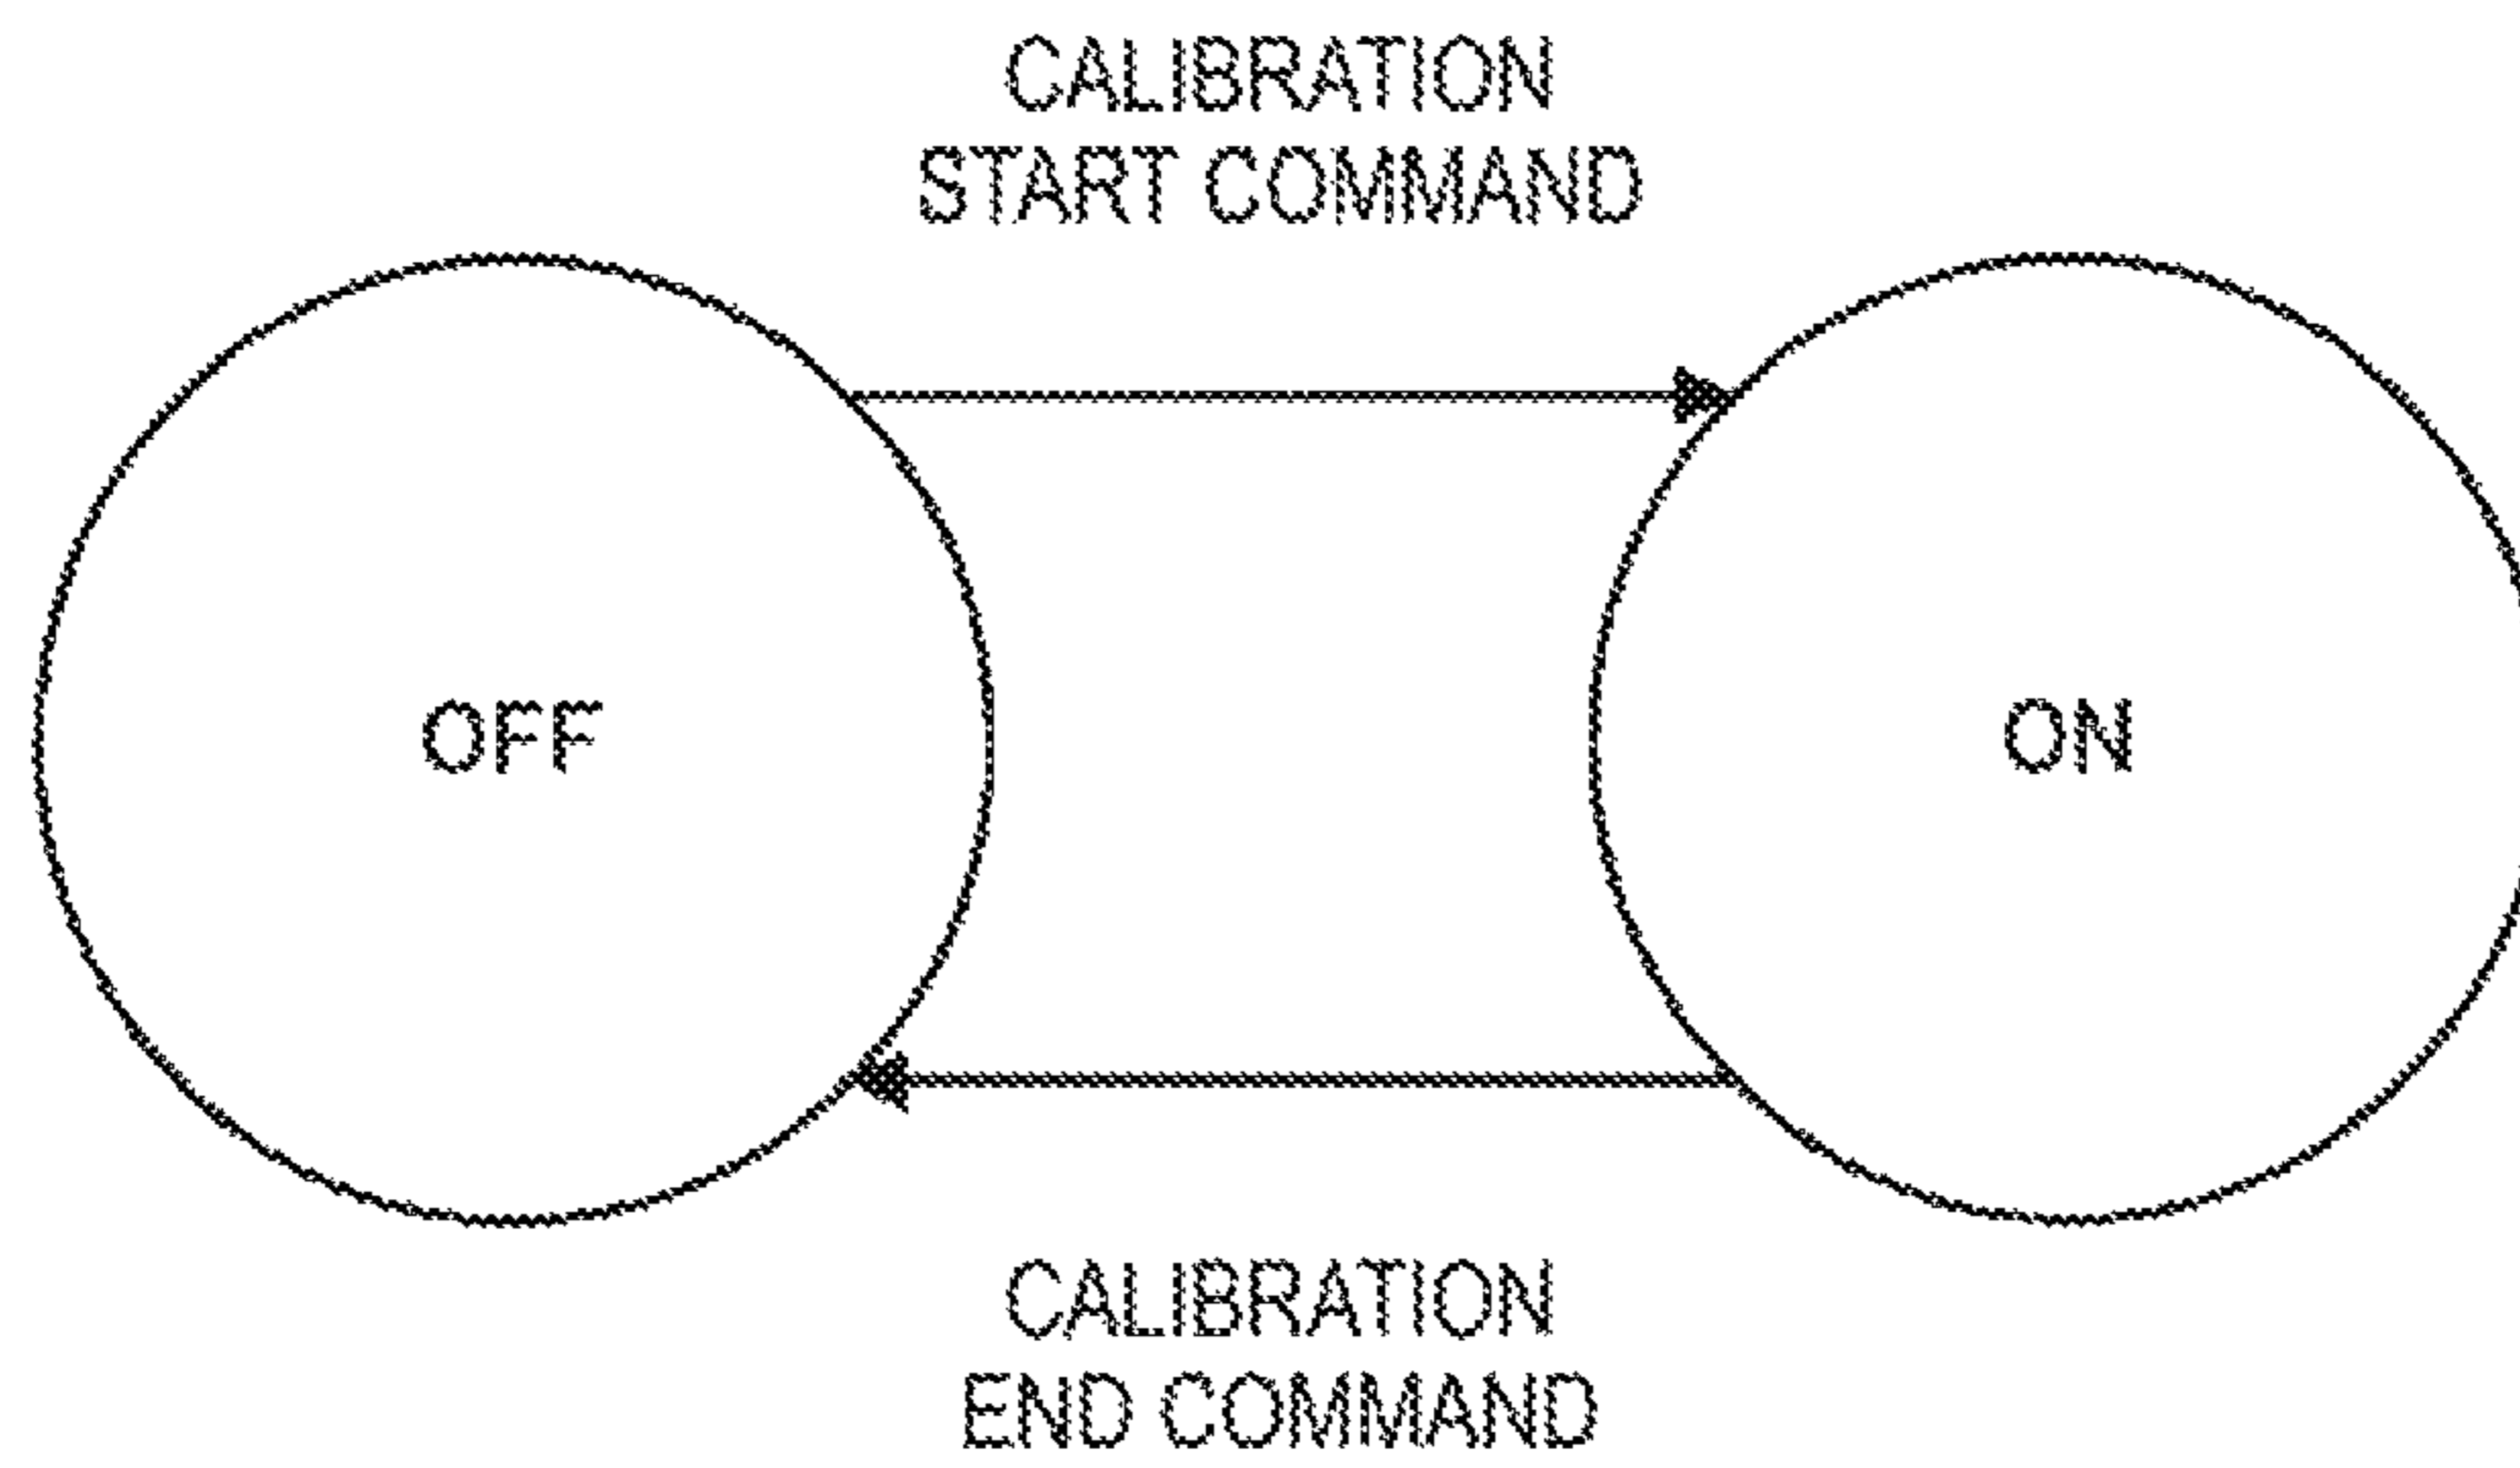 CALIBRATION
START COMMAND
OFF
ON
CALIBRATION
END COMMAND